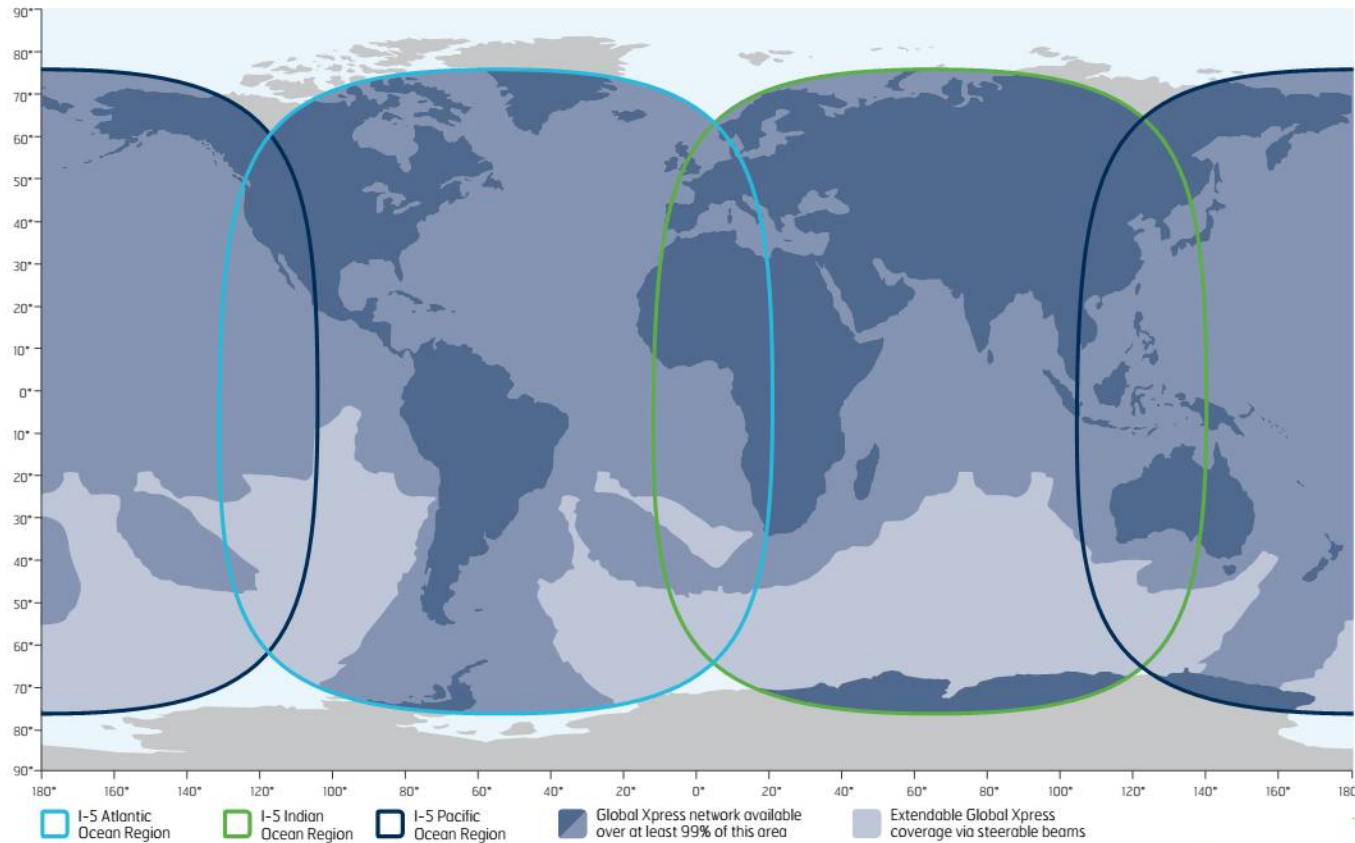 90°
80°
70°
60°
50°
40°
30°
20°
10°
0°
10°
20°
30°
40°
50°
60°
70°
80°
90°
180° 160° 140° 120° 100° 80° 60° 40° 20° 0° 20° 40° 60° 80° 100° 120° 140° 160° 180
I-5 Atlantic
Ocean Region
I-5 Indian
Ocean Region
I-5 Pacific
Ocean Region
Global Xpress network available
over at least 99% of this area
Extendable Global Xpress
coverage via steerable beams